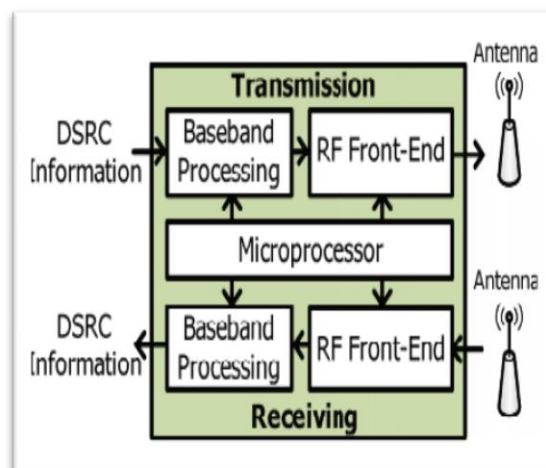 Antenna
Transmission
DSRC
Information
Baseband
Processing
RF Front-End
Microprocessor
Antenna
DSRC
Information
Baseband
Processing
RF Front-End
Receiving